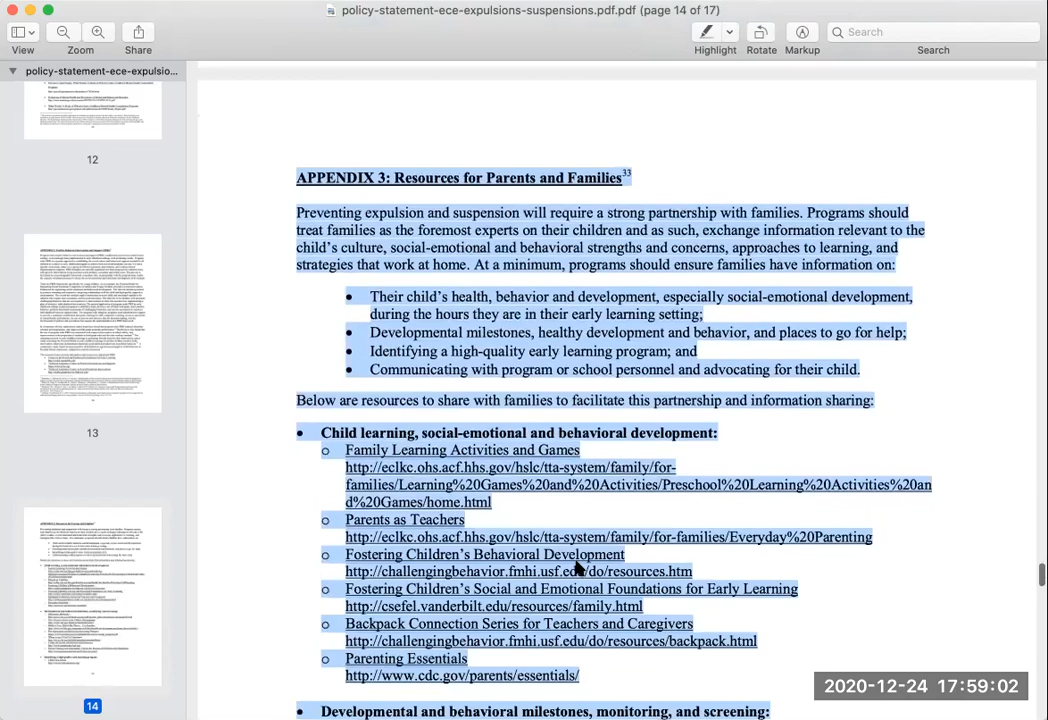 policy-statement-ece-expulsions-suspensions.pdf.pdf (page 14 of 17)
View
Zoom
Share
Highlight
Rotate
Markup
Search
Search
policy-statement-ece-expulsio...
12
13
14
APPENDIX 3: Resources for Parents and Families33
Preventing expulsion and suspension will require a strong partnership with families. Programs should
treat families as the foremost experts on their children and as such, exchange information relevant to the
child's culture, social-emotional and behavioral strengths and concerns, approaches to learning, and
strategies that work at home. At a minimum, programs should ensure families have information on:
• Their child's health, behavior and development, especially social-emotional development,
during the hours they are in their early learning setting;
• Developmental milestones, healthy development and behavior, and places to go for help;
• Identifying a high-quality early learning program; and
• Communicating with program or school personnel and advocating for their child.
Below are resources to share with families to facilitate this partnership and information sharing:
• Child learning, social-emotional and behavioral development:
o Family Learning Activities and Games
http://eclkc.ohs.acf.hhs.gov/hslc/tta-system/family/for-
families/Learning%20Games%20and%20Activities/Preschool%20Learning%20Activities%20an
d%20Games/home.html
o Parents as Teachers
http://eclkc.ohs.acf.hhs.gov/hslc/tta-system/family/for-families/Everyday%20Parenting
o Fostering Children's Behavioral Development
http://challengingbehavior.fmhi.usf.edu/do/resources.htm
o Fostering Children's Social and Emotional Foundations for Early Learning
http://csefel.vanderbilt.edu/resources/family.html
o Backpack Connection Series for Teachers and Caregivers
http://challengingbehavior.fmhi.usf.edu/do/resources/backpack.html
o Parenting Essentials
http://www.cdc.gov/parents/essentials/
• Developmental and behavioral milestones, monitoring, and screening:
2020-12-24 17:59:02